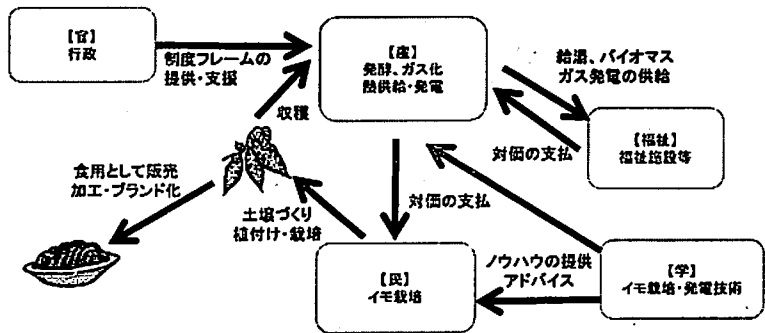 【官】
行政
制度フレームの
提供・支援
【産】
発酵、ガス化
熱供給・発電
給湯、バイオマス
ガス発電の供給
対価の支払
【福祉】
福祉施設等
収穫
食用として販売
加工・ブランド化
土壌づくり
植付け・栽培
対価の支払
【民】
イモ栽培
ノウハウの提供
アドバイス
【学】
イモ栽培・発電技術